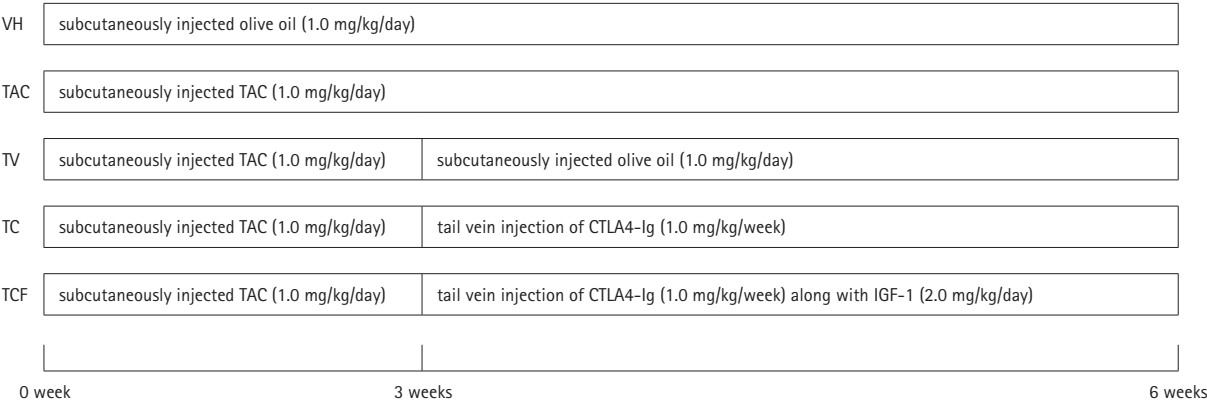 VH subcutaneously injected olive oil (1.0 mg/kg/day)
TAC subcutaneously injected TAC (1.0 mg/kg/day)
TV subcutaneously injected TAC (1.0 mg/kg/day) subcutaneously injected olive oil (1.0 mg/kg/day)
TC subcutaneously injected TAC (1.0 mg/kg/day) tail vein injection of CTLA4-Ig (1.0 mg/kg/week)
TCF subcutaneously injected TAC (1.0 mg/kg/day) tail vein injection of CTLA4-Ig (1.0 mg/kg/week) along with IGF-1 (2.0 mg/kg/day)
0 week 3 weeks 6 weeks